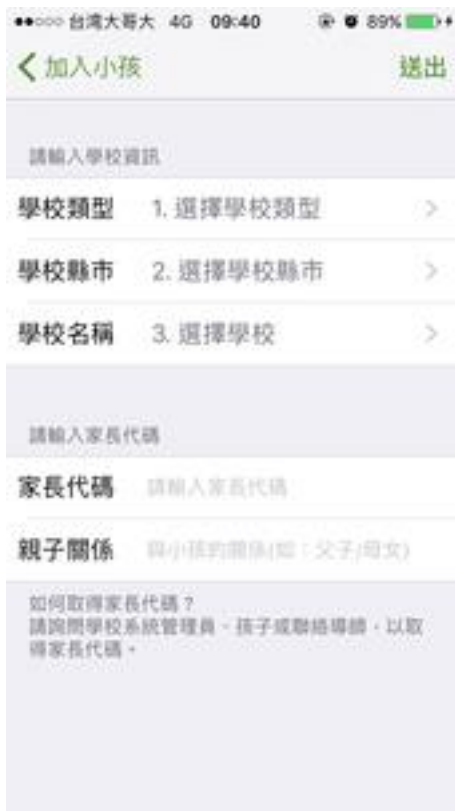 台湾大哥大 4G 09:40 89%
加入小孩 送出
請輸入學校資訊
學校類型 1. 選擇學校類型
學校縣市 2. 選擇學校縣市
學校名稱 3. 選擇學校
請輸入家長代碼
家長代碼 請輸入家長代碼
親子關係 與小孩的關係(如：父子/母女)
如何取得家長代碼？
請詢問學校系統管理員、孩子或聯絡導師，以取
得家長代碼。